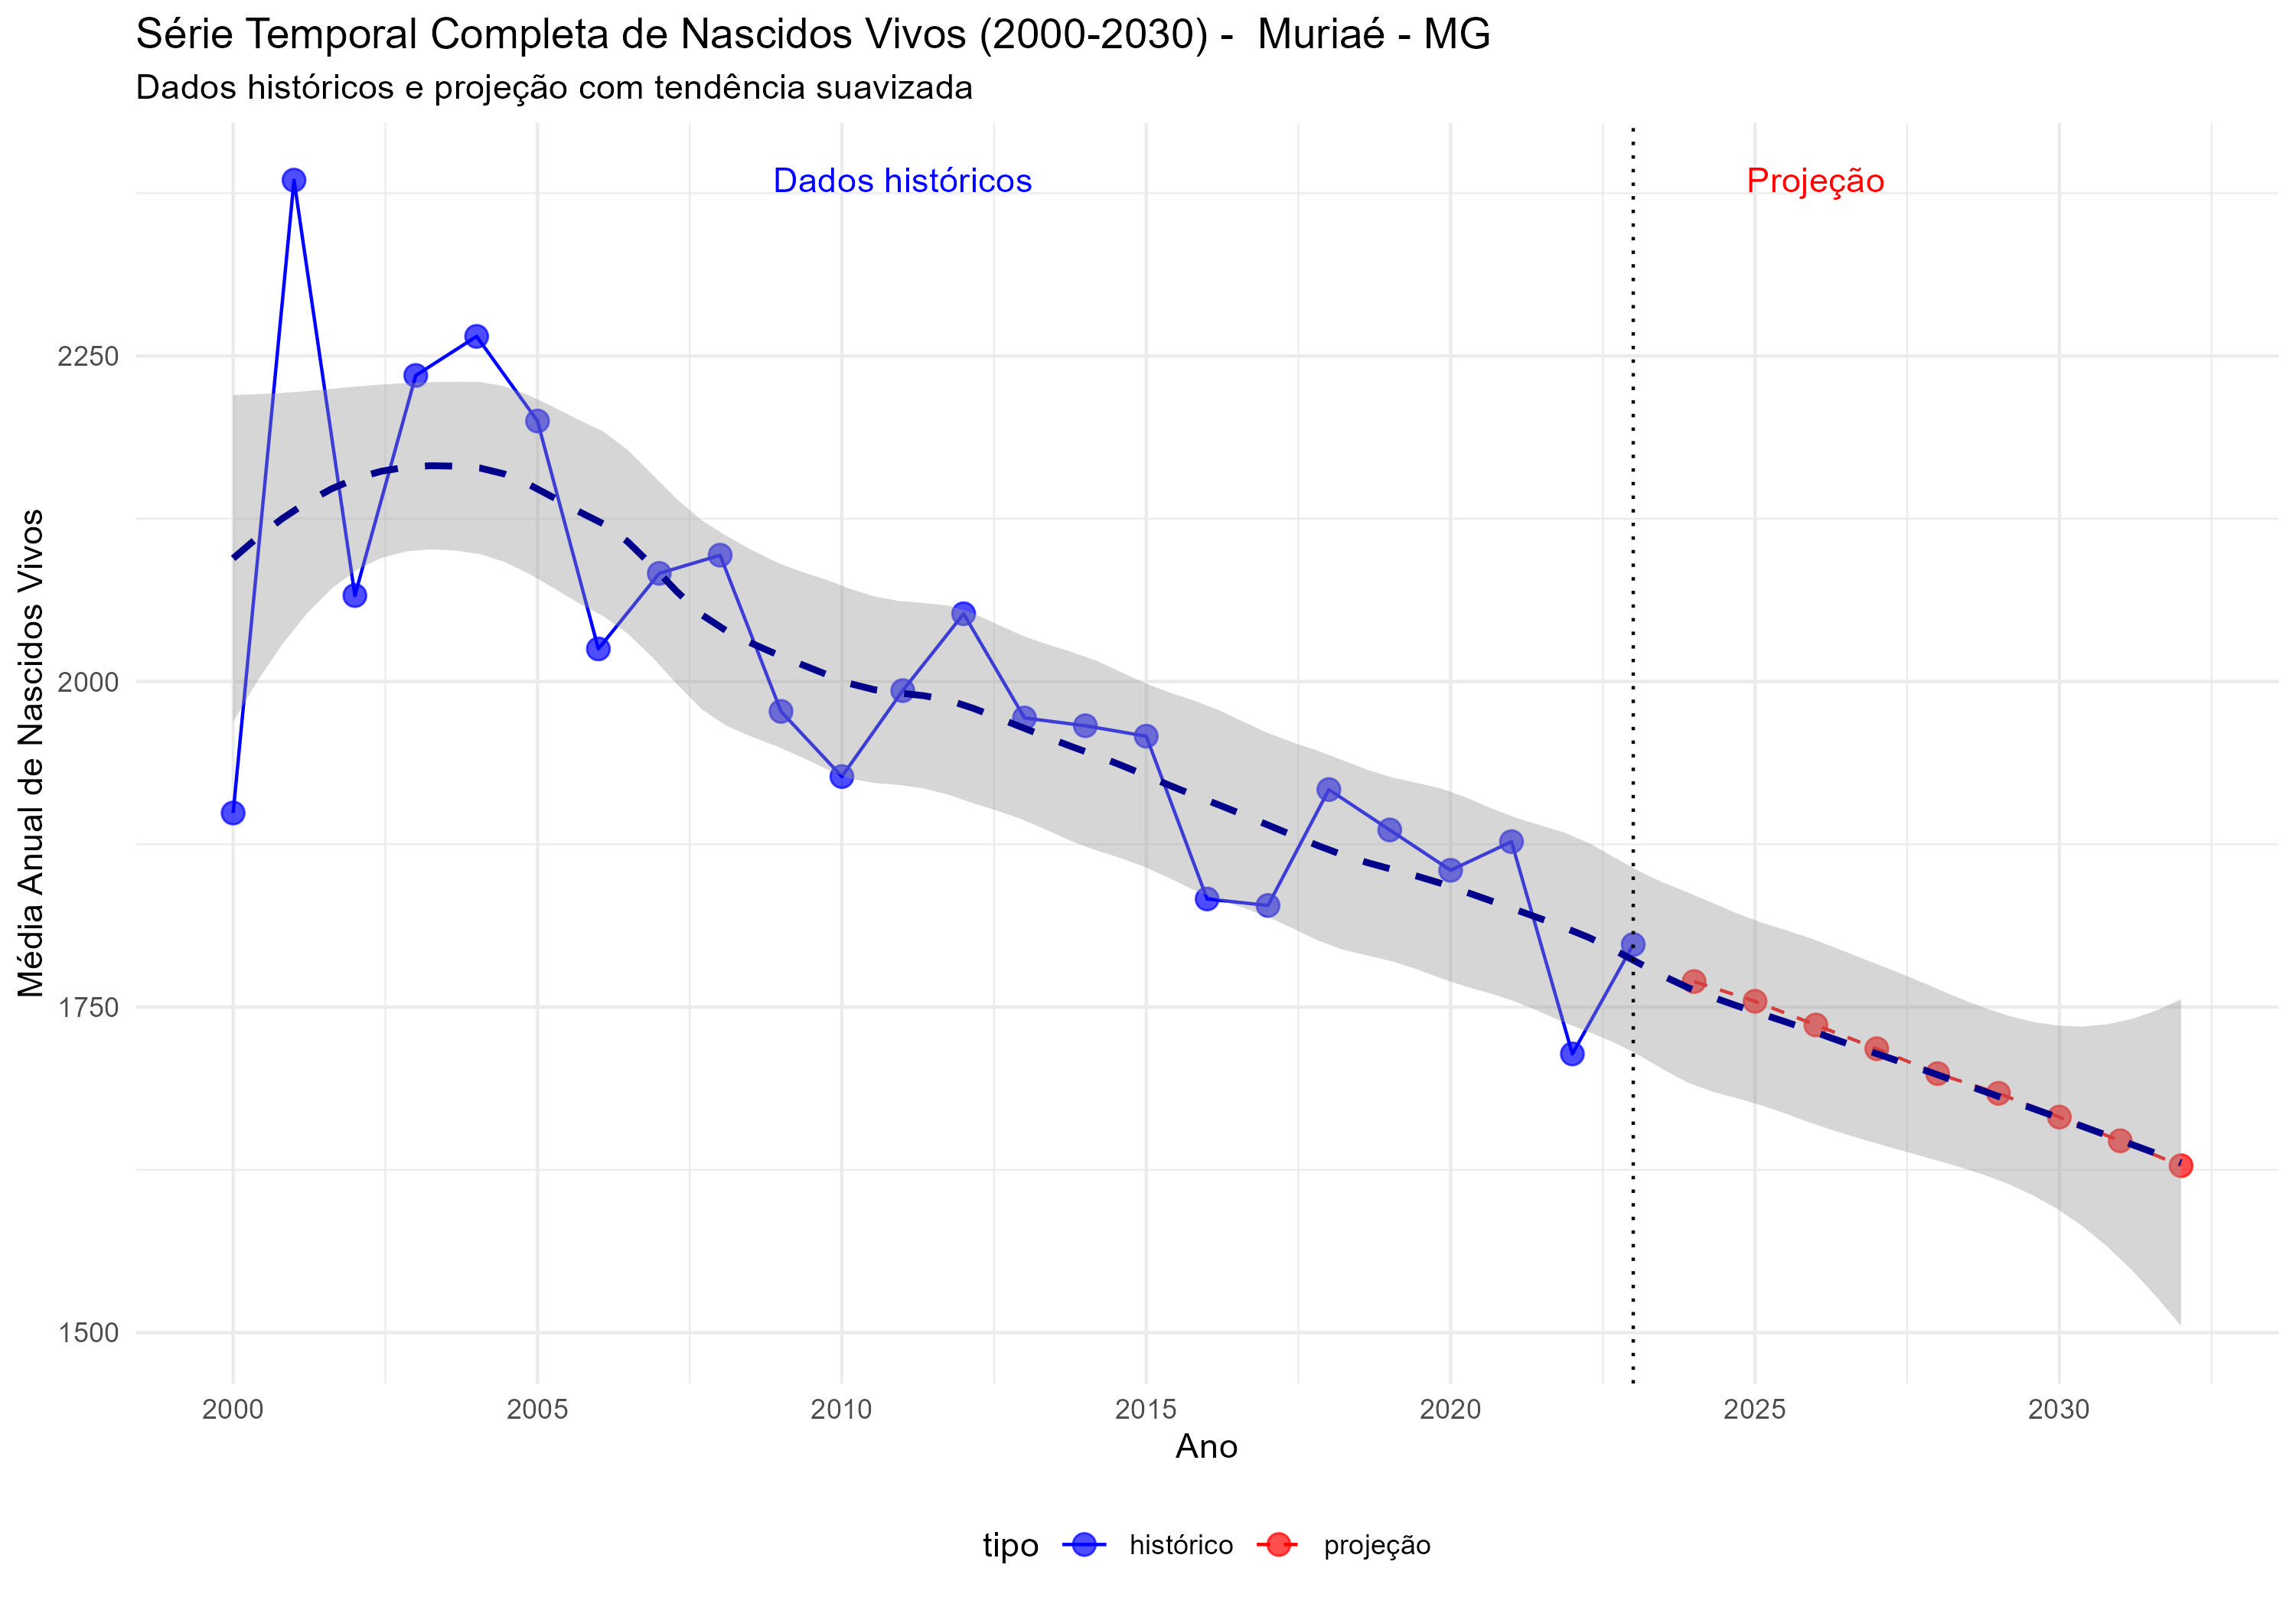 Série Temporal Completa de Nascidos Vivos (2000-2030) -  Muriaé - MG
Dados históricos e projeção com tendência suavizada
Dados históricos
Projeção
Média Anual de Nascidos Vivos
2250
2000
1750
1500
2000
2005
2010
2015
2020
2025
2030
Ano
tipo
histórico
projeção